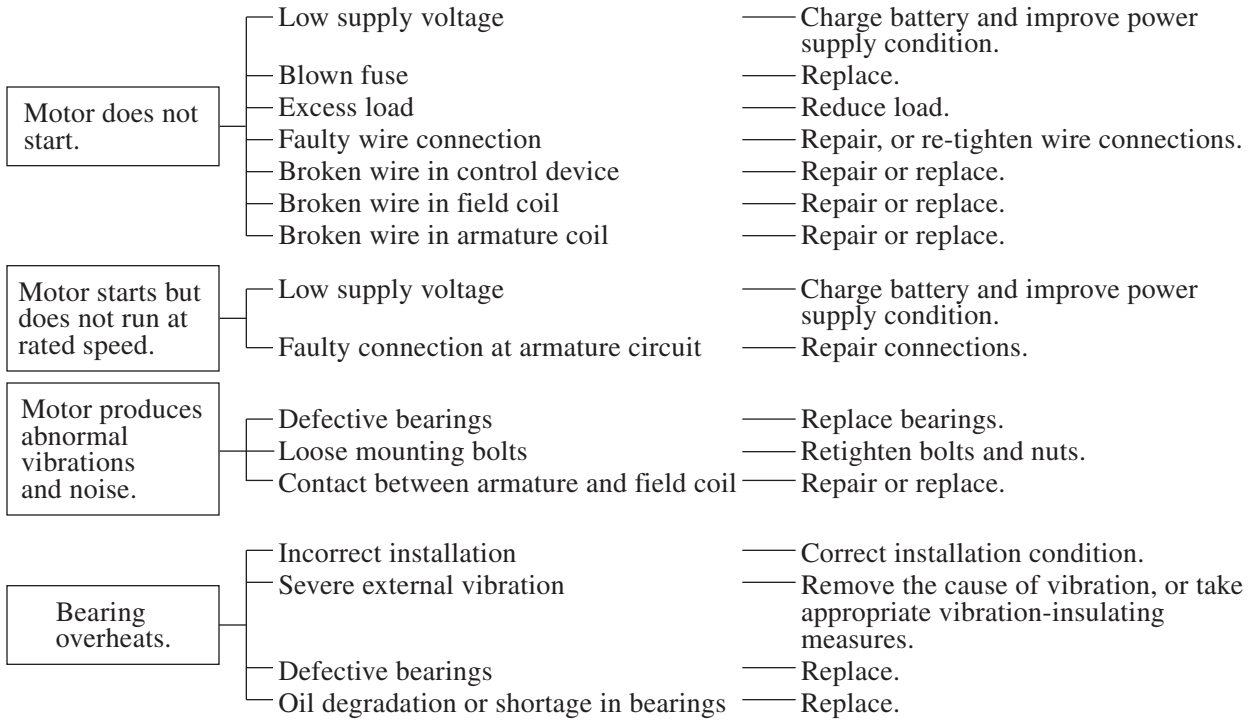 Motor does not
start.
Low supply voltage
Charge battery and improve power
supply condition.
Blown fuse
Replace.
Excess load
Reduce load.
Faulty wire connection
Repair, or re-tighten wire connections.
Broken wire in control device
Repair or replace.
Broken wire in field coil
Repair or replace.
Broken wire in armature coil
Repair or replace.
Motor starts but
does not run at
rated speed.
Low supply voltage
Charge battery and improve power
supply condition.
Faulty connection at armature circuit
Repair connections.
Motor produces
abnormal
vibrations
and noise.
Defective bearings
Replace bearings.
Loose mounting bolts
Retighten bolts and nuts.
Contact between armature and field coil
Repair or replace.
Bearing
overheats.
Incorrect installation
Correct installation condition.
Severe external vibration
Remove the cause of vibration, or take
appropriate vibration-insulating
measures.
Defective bearings
Replace.
Oil degradation or shortage in bearings
Replace.